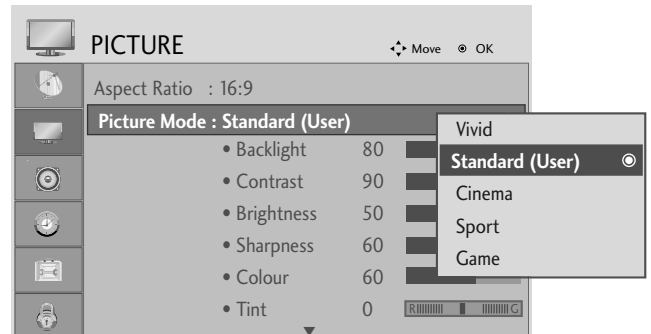 PICTURE
Move OK
Aspect Ratio : 16:9
Picture Mode : Standard (User)
• Backlight 80
• Contrast 90
• Brightness 50
• Sharpness 60
• Colour 60
• Tint 0 R G
Vivid
Standard (User)
Cinema
Sport
Game